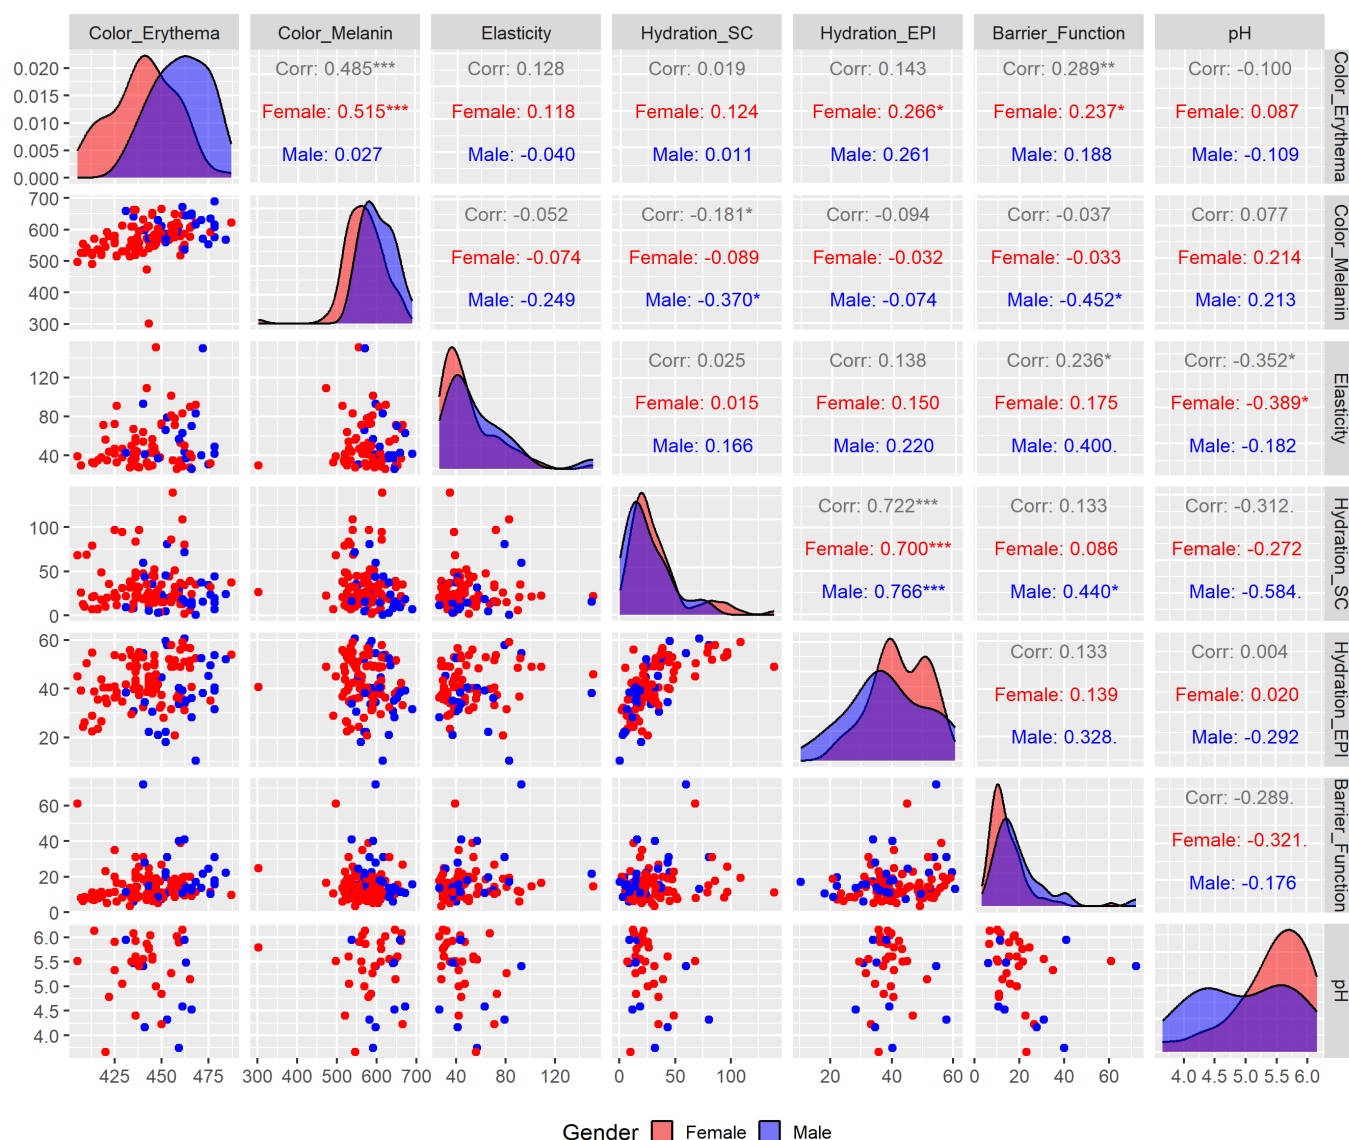 Color_Erythema Color_Melanin Elasticity Hydration_SC Hydration_EPI Barrier_Function pH
0.020
0.015
0.010
0.005
0.000
Corr: 0.485*** Corr: 0.128 Corr: 0.019 Corr: 0.143 Corr: 0.289** Corr: -0.100
Female: 0.515*** Female: 0.118 Female: 0.124 Female: 0.266* Female: 0.237* Female: 0.087
Male: 0.027 Male: -0.040 Male: 0.011 Male: 0.261 Male: 0.188 Male: -0.109
Color_Erythema
700
600
500
400
300
Corr: -0.052 Corr: -0.181* Corr: -0.094 Corr: -0.037 Corr: 0.077
Female: -0.074 Female: -0.089 Female: -0.032 Female: -0.033 Female: 0.214
Male: -0.249 Male: -0.370* Male: -0.074 Male: -0.452* Male: 0.213
Color_Melanin
120
80
40
Corr: 0.025 Corr: 0.138 Corr: 0.236* Corr: -0.352*
Female: 0.015 Female: 0.150 Female: 0.175 Female: -0.389*
Male: 0.166 Male: 0.220 Male: 0.400. Male: -0.182
Elasticity
100
50
0
Corr: 0.722*** Corr: 0.133 Corr: -0.312.
Female: 0.700*** Female: 0.086 Female: -0.272
Male: 0.766*** Male: 0.440* Male: -0.584.
Hydration_SC
60
40
20
Corr: 0.133 Corr: 0.004
Female: 0.139 Female: 0.020
Male: 0.328. Male: -0.292
Hydration_EPI
60
40
20
0
Corr: -0.289.
Female: -0.321.
Male: -0.176
Barrier_Function
6.0
5.5
5.0
4.5
4.0
pH
425 450 475 300 400 500 600 700 40 80 120 0 50 100 20 40 60 0 20 40 60 4.0 4.5 5.0 5.5 6.0
Gender Female Male